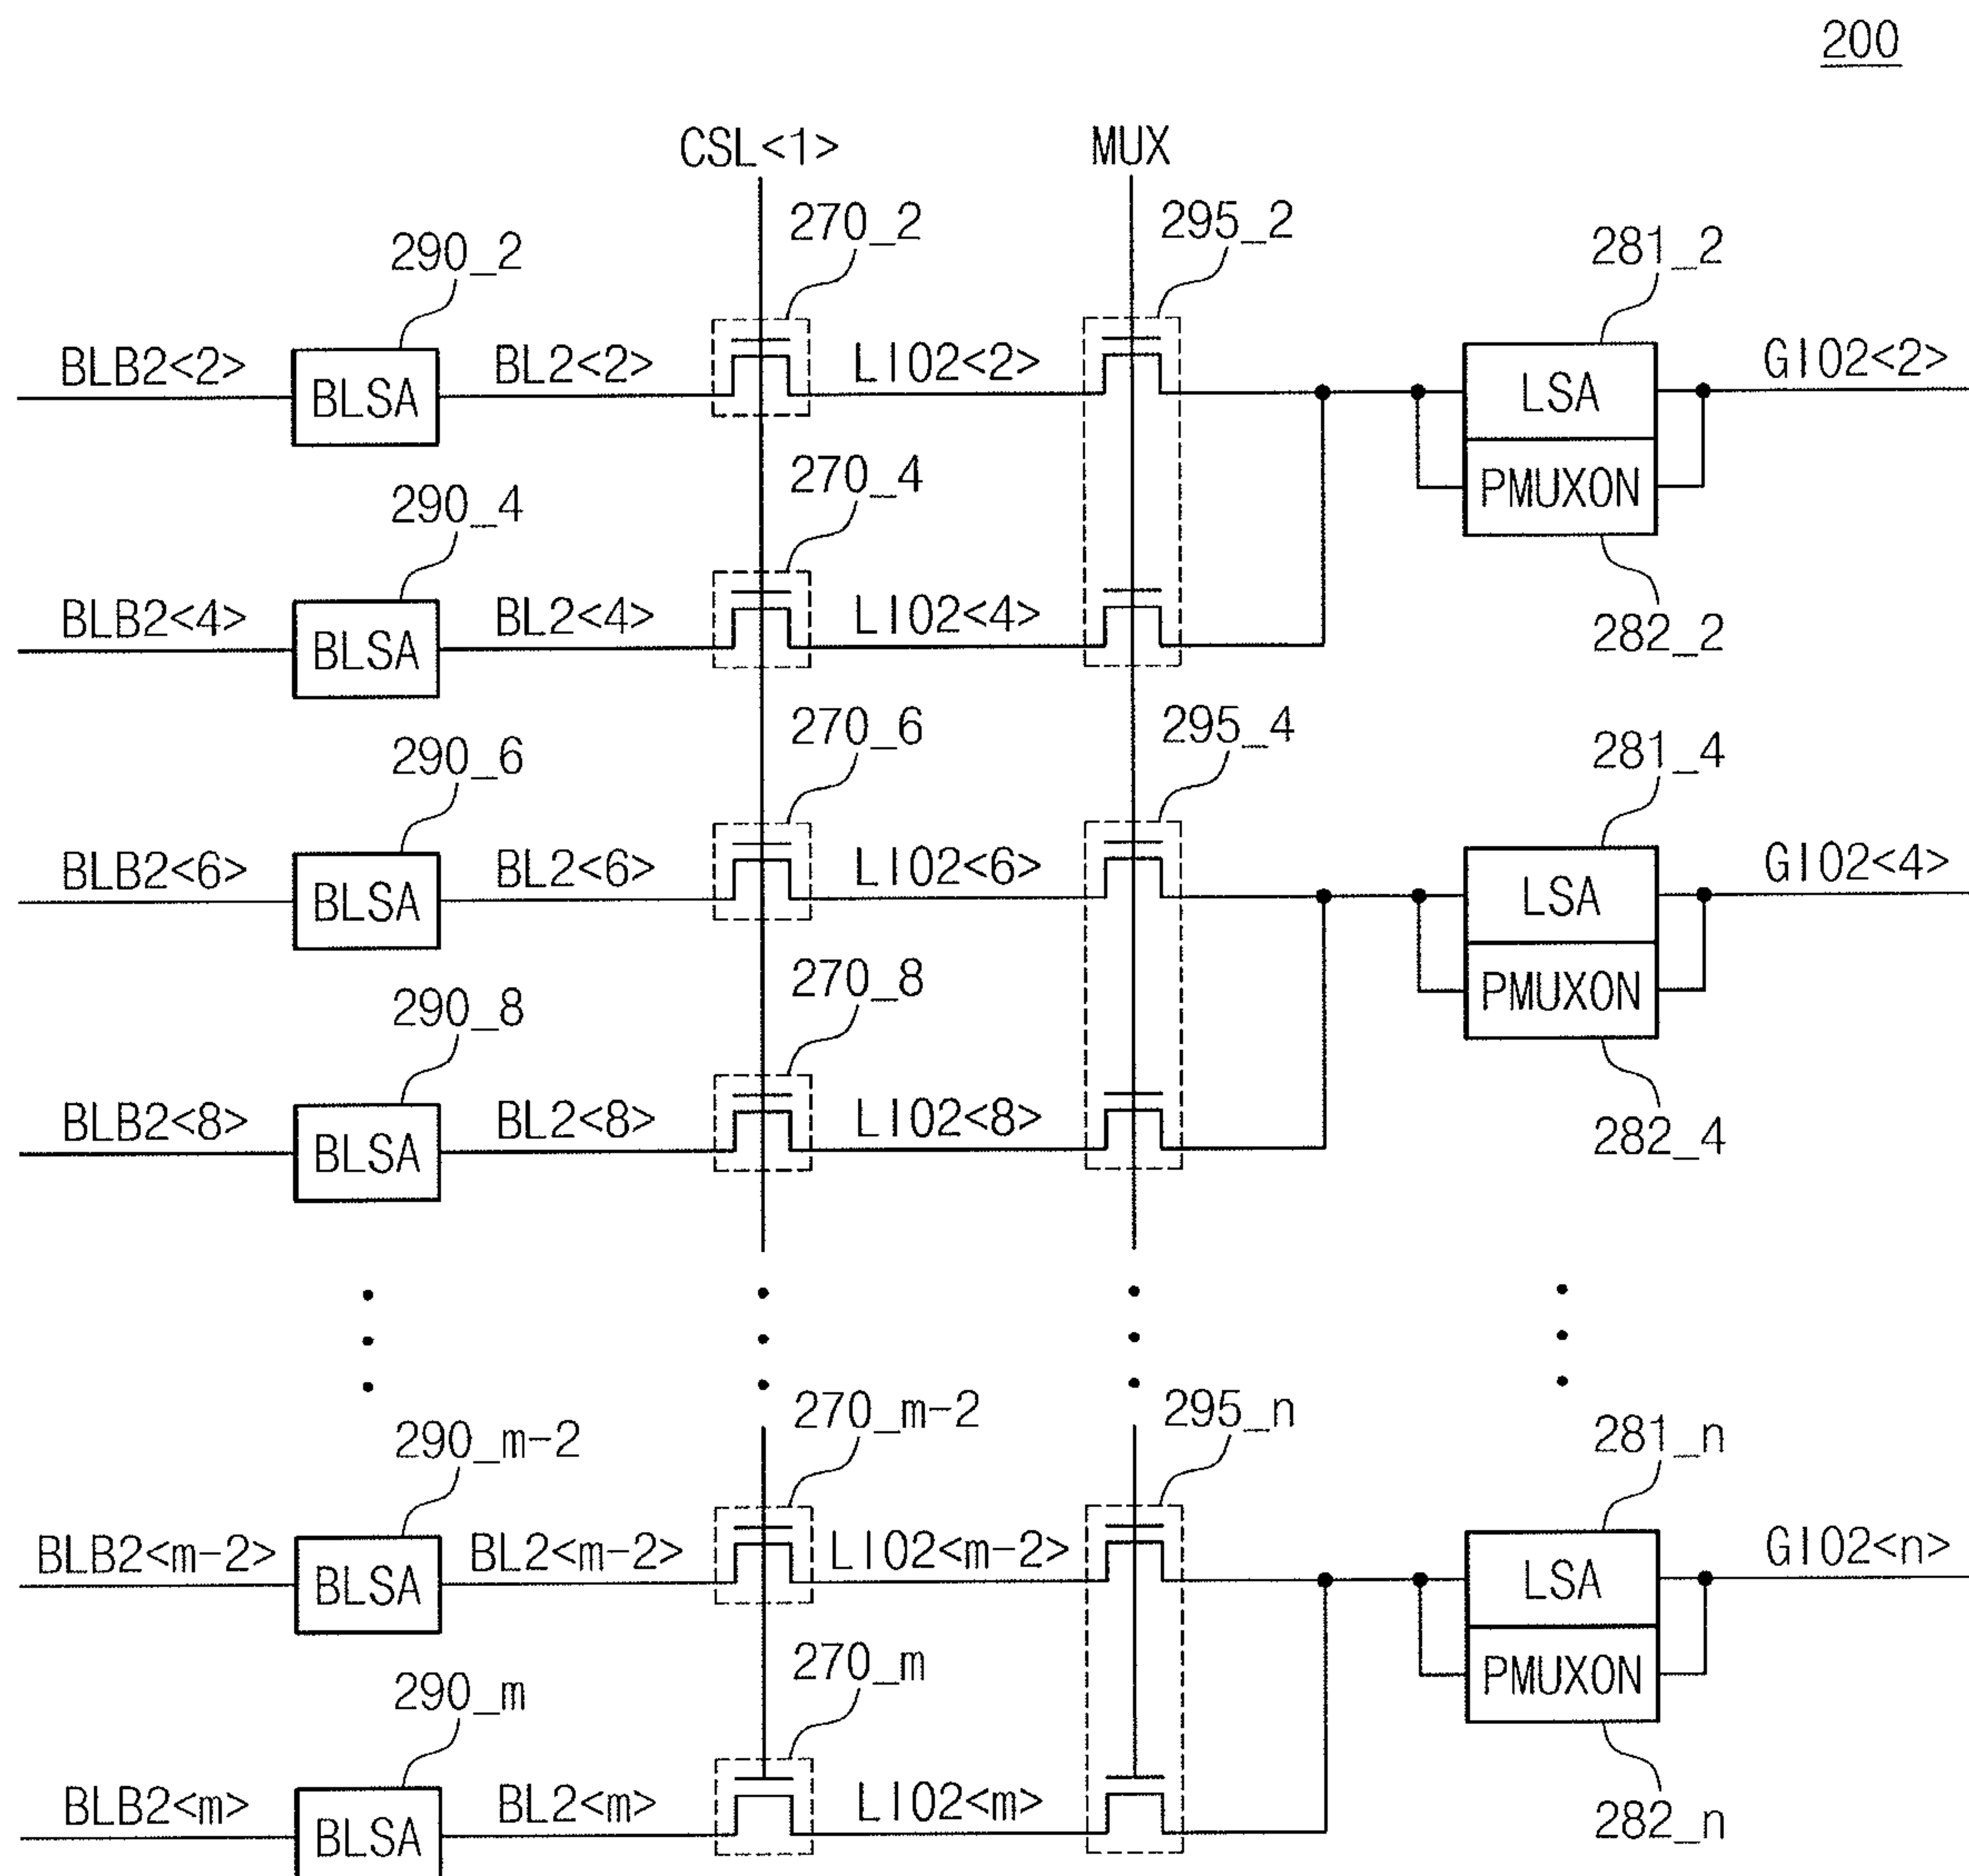 200
CSL<1> MUX
270_2 295_2
290_2 281_2
BLB2<2> BLSA BL2<2> LIO2<2> LSA GIO2<2>
PMUXON
270_4
290_4
282_2
BLB2<4> BLSA BL2<4> LIO2<4>
270_6 295_4
290_6 281_4
BLB2<6> BLSA BL2<6> LIO2<6> LSA GIO2<4>
PMUXON
270_8
290_8
282_4
BLB2<8> BLSA BL2<8> LIO2<8>
270_m-2 295_n
290_m-2 281_n
BLB2<m-2> BLSA BL2<m-2> LIO2<m-2> LSA GIO2<n>
PMUXON
270_m
290_m
282_n
BLB2<m> BLSA BL2<m> LIO2<m>